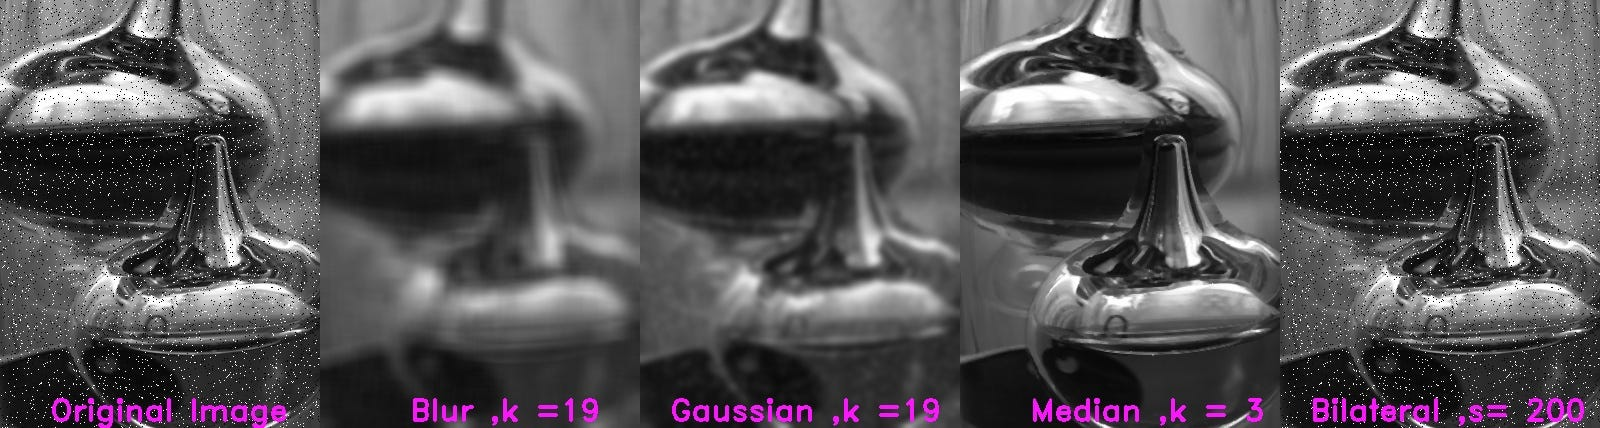 Original Image
Blur ,k =19
Gaussian ,k =19
Median ,k = 3
Bilateral ,s= 200